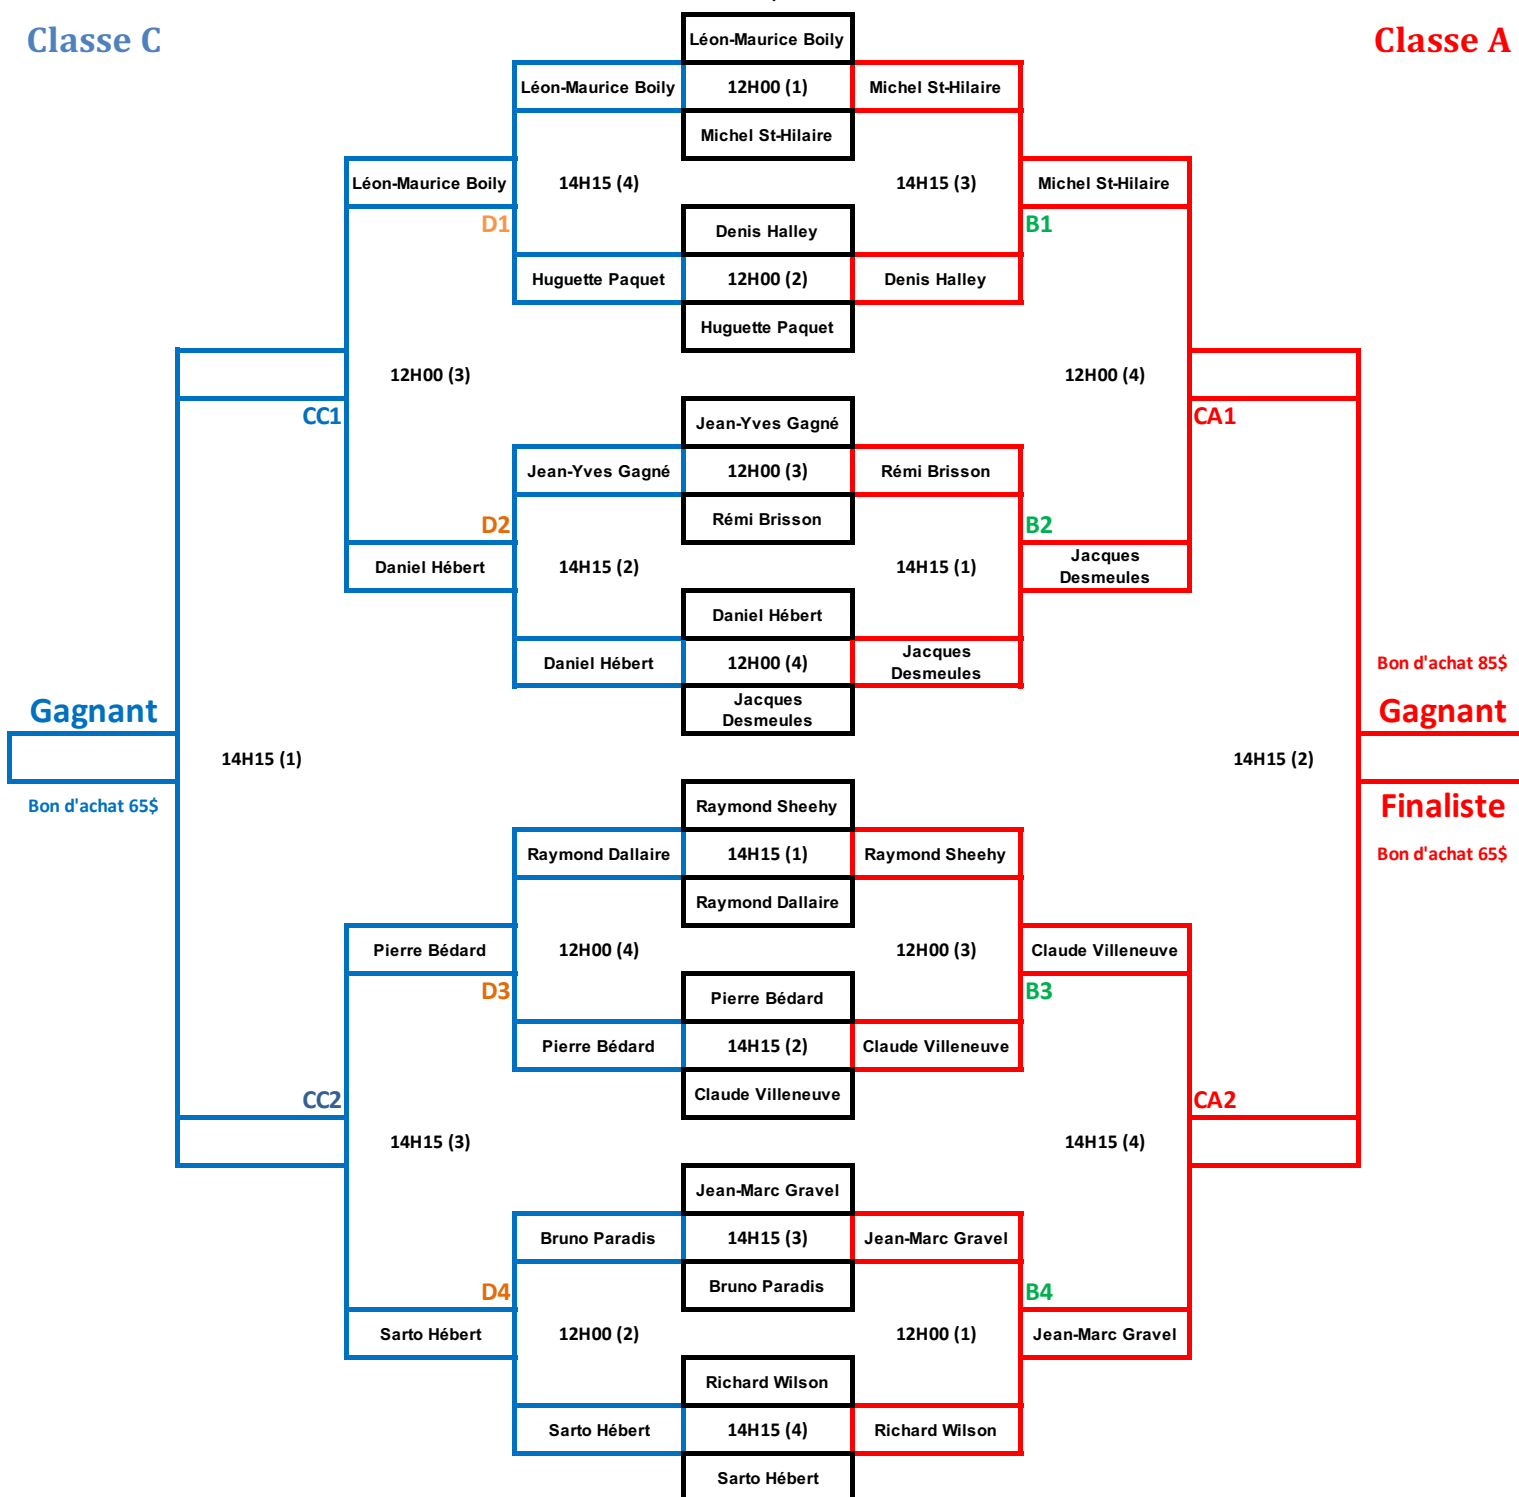 Léon-Maurice Boily
Classe C
Classe A
Léon-Maurice Boily
12H00 (1)
Michel St-Hilaire
Michel St-Hilaire
Léon-Maurice Boily
14H15 (4)
14H15 (3)
Michel St-Hilaire
D1
Denis Halley
B1
Huguette Paquet
12H00 (2)
Denis Halley
Huguette Paquet
12H00 (3)
12H00 (4)
CC1
Jean-Yves Gagné
CA1
Jean-Yves Gagné
12H00 (3)
Rémi Brisson
D2
Rémi Brisson
B2
Daniel Hébert
14H15 (2)
14H15 (1)
Jacques
Desmeules
Daniel Hébert
Daniel Hébert
12H00 (4)
Jacques
Desmeules
Bon d'achat 85$
Gagnant
Jacques
Desmeules
Gagnant
14H15 (1)
14H15 (2)
Bon d'achat 65$
Raymond Sheehy
Finaliste
Raymond Dallaire
14H15 (1)
Raymond Sheehy
Bon d'achat 65$
Raymond Dallaire
Pierre Bédard
12H00 (4)
12H00 (3)
Claude Villeneuve
D3
Pierre Bédard
B3
Pierre Bédard
14H15 (2)
Claude Villeneuve
CC2
Claude Villeneuve
CA2
14H15 (3)
14H15 (4)
Jean-Marc Gravel
Bruno Paradis
14H15 (3)
Jean-Marc Gravel
D4
Bruno Paradis
B4
Sarto Hébert
12H00 (2)
12H00 (1)
Jean-Marc Gravel
Richard Wilson
Sarto Hébert
14H15 (4)
Richard Wilson
Sarto Hébert